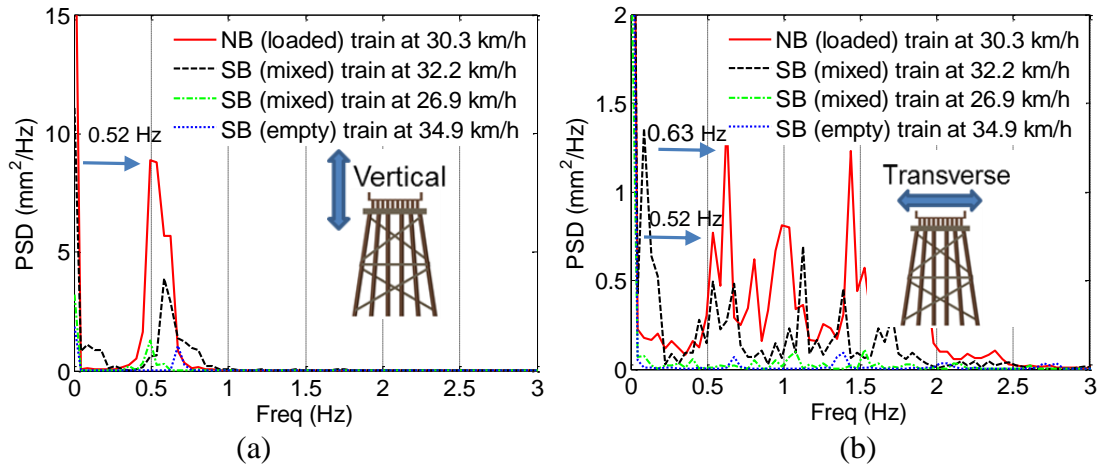 15
10
5
0
PSD (mm²/Hz)
NB (loaded) train at 30.3 km/h
SB (mixed) train at 32.2 km/h
SB (mixed) train at 26.9 km/h
SB (empty) train at 34.9 km/h
0.52 Hz
Vertical
0 0.5 1 1.5 2 2.5 3
Freq (Hz)
(a)
2
1.5
1
0.5
0
PSD (mm²/Hz)
NB (loaded) train at 30.3 km/h
SB (mixed) train at 32.2 km/h
SB (mixed) train at 26.9 km/h
SB (empty) train at 34.9 km/h
0.63 Hz
Transverse
0.52 Hz
0 0.5 1 1.5 2 2.5 3
Freq (Hz)
(b)